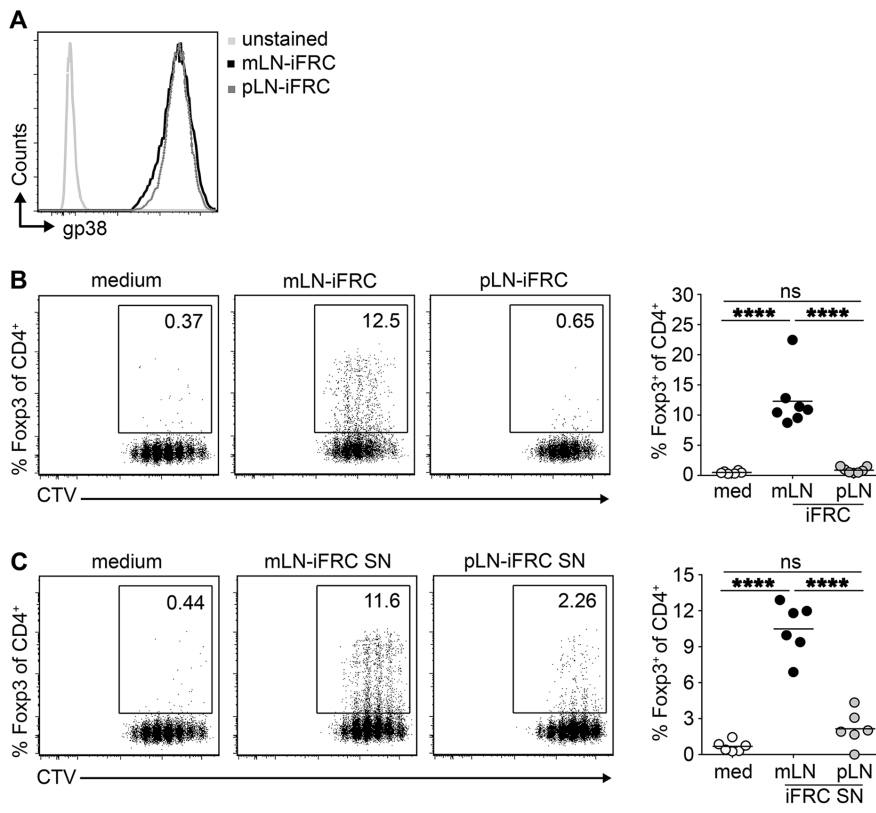 A
unstained
mLN-iFRC
pLN-iFRC
Counts
gp38
B
medium
mLN-iFRC
pLN-iFRC
% Foxp3 of CD4⁺
0.37
12.5
0.65
CTV
% Foxp3⁺ of CD4⁺
30
25
20
15
10
5
0
ns
**** ****
med mLN pLN
iFRC
C
medium
mLN-iFRC SN
pLN-iFRC SN
% Foxp3 of CD4⁺
0.44
11.6
2.26
CTV
% Foxp3⁺ of CD4⁺
15
12
9
6
3
0
ns
**** ****
med mLN pLN
iFRC SN